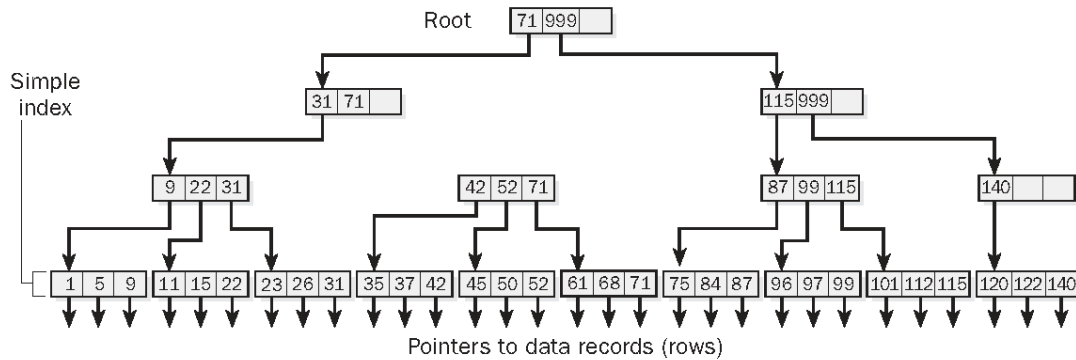 Root
71 999
Simple
index
31 71
115 999
9 22 31
42 52 71
87 99 115
140
1 5 9
11 15 22
23 26 31
35 37 42
45 50 52
61 68 71
75 84 87
96 97 99
101 112 115
120 122 140
Pointers to data records (rows)